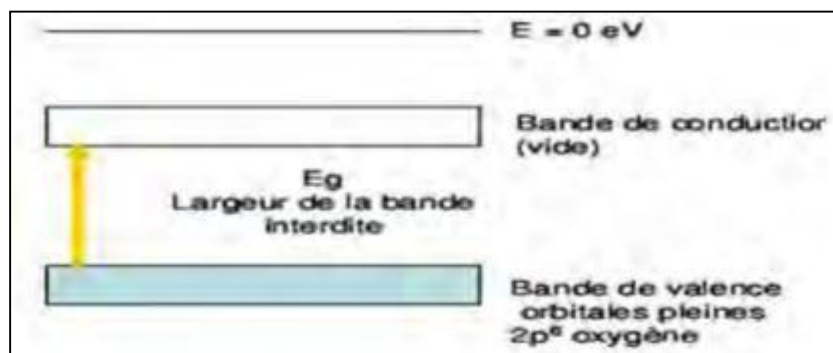 E = 0 eV
Bande de conductior
(vide)
Eg
Largeur de la bande
interdite
Bande de valence
orbitales pleines
2p⁶ oxygène